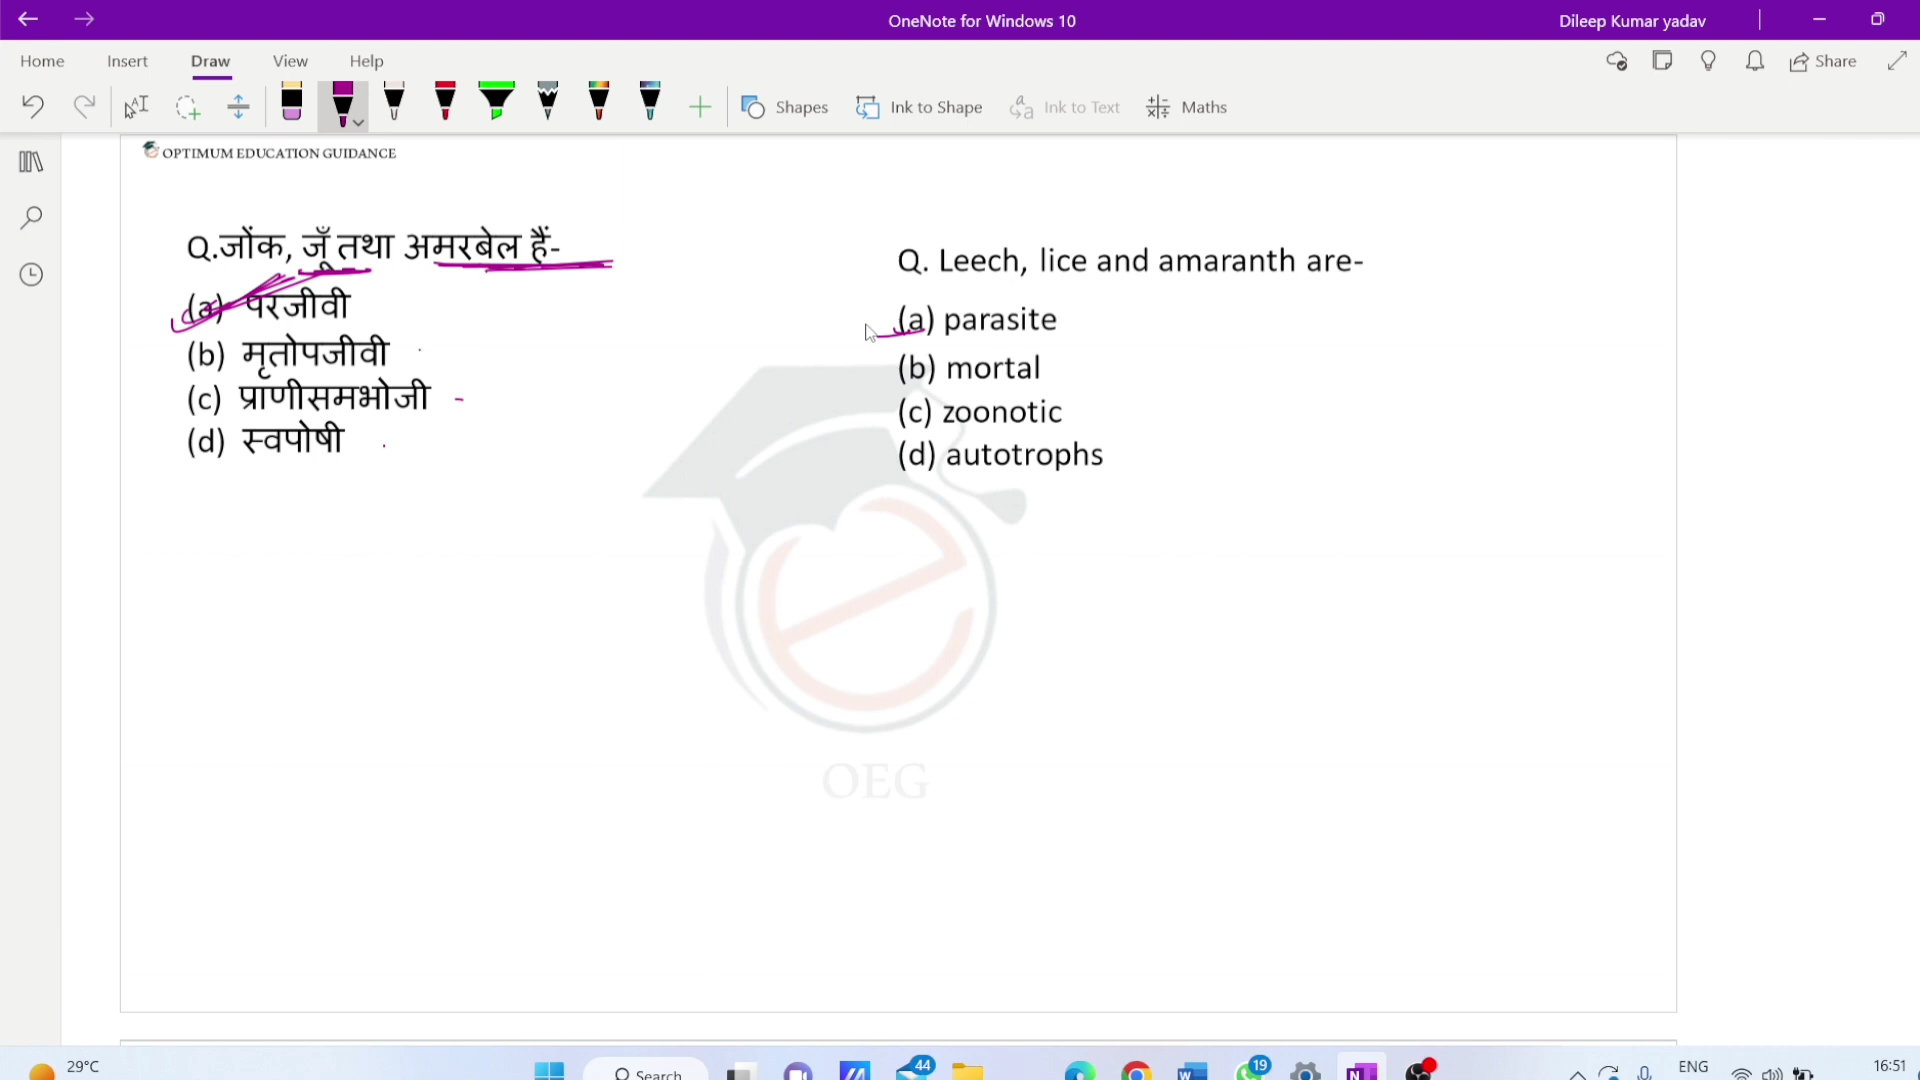 OneNote for Windows 10
Dileep Kumar yadav
Home Insert Draw View Help
Share
Shapes Ink to Shape Ink to Text Maths
OPTIMUM EDUCATION GUIDANCE
Q.जोंक, जूँ तथा अमरबेल हैं-
(a) परजीवी
(b) मृतोपजीवी
(c) प्राणीसमभोजी
(d) स्वपोषी
Q. Leech, lice and amaranth are-
(a) parasite
(b) mortal
(c) zoonotic
(d) autotrophs
OEG
29°C
Search
44
19
ENG
16:51